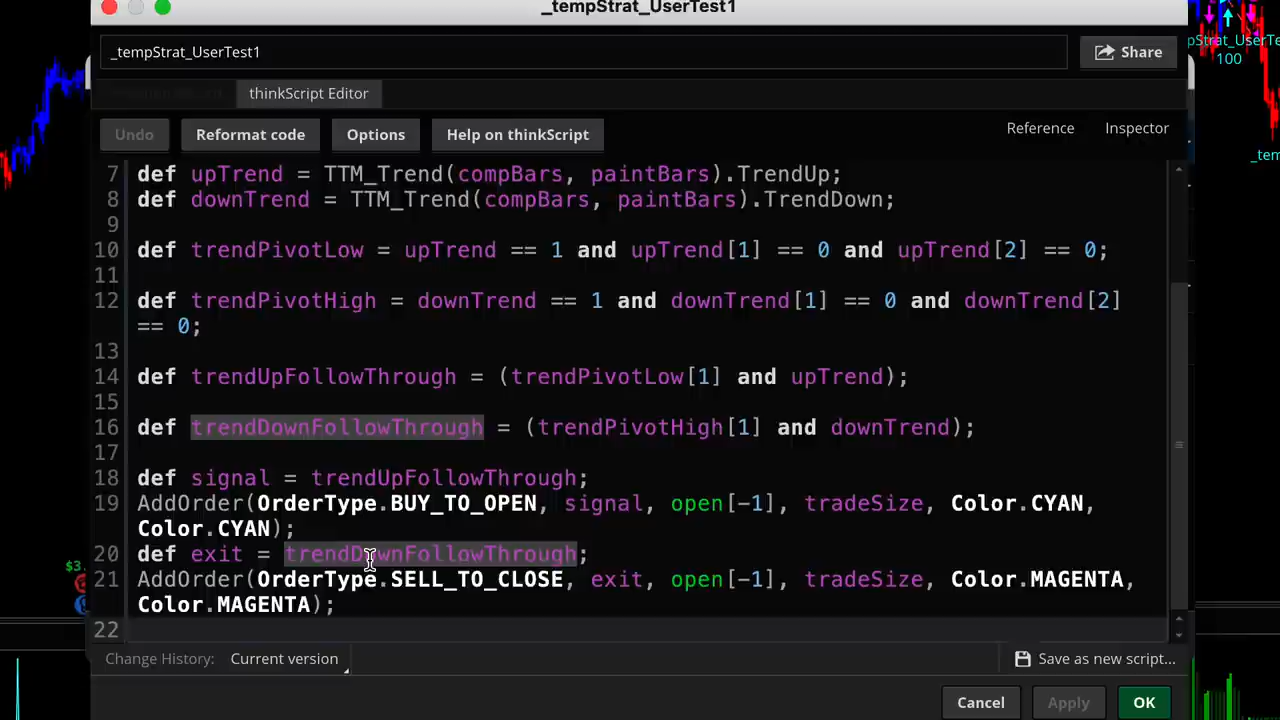 _tempStrat_UserTest1
_tempStrat_UserTest1
Share
thinkScript Editor
Undo
Reformat code
Options
Help on thinkScript
Reference
Inspector
7 def upTrend = TTM_Trend(compBars, paintBars).TrendUp;
8 def downTrend = TTM_Trend(compBars, paintBars).TrendDown;
9
10 def trendPivotLow = upTrend == 1 and upTrend[1] == 0 and upTrend[2] == 0;
11
12 def trendPivotHigh = downTrend == 1 and downTrend[1] == 0 and downTrend[2]
== 0;
13
14 def trendUpFollowThrough = (trendPivotLow[1] and upTrend);
15
16 def trendDownFollowThrough = (trendPivotHigh[1] and downTrend);
17
18 def signal = trendUpFollowThrough;
19 AddOrder(OrderType.BUY_TO_OPEN, signal, open[-1], tradeSize, Color.CYAN,
Color.CYAN);
20 def exit = trendDownFollowThrough;
21 AddOrder(OrderType.SELL_TO_CLOSE, exit, open[-1], tradeSize, Color.MAGENTA,
Color.MAGENTA);
22
Change History:
Current version
Save as new script...
Cancel
Apply
OK
pStrat_UserTe
100
_tem
$3.